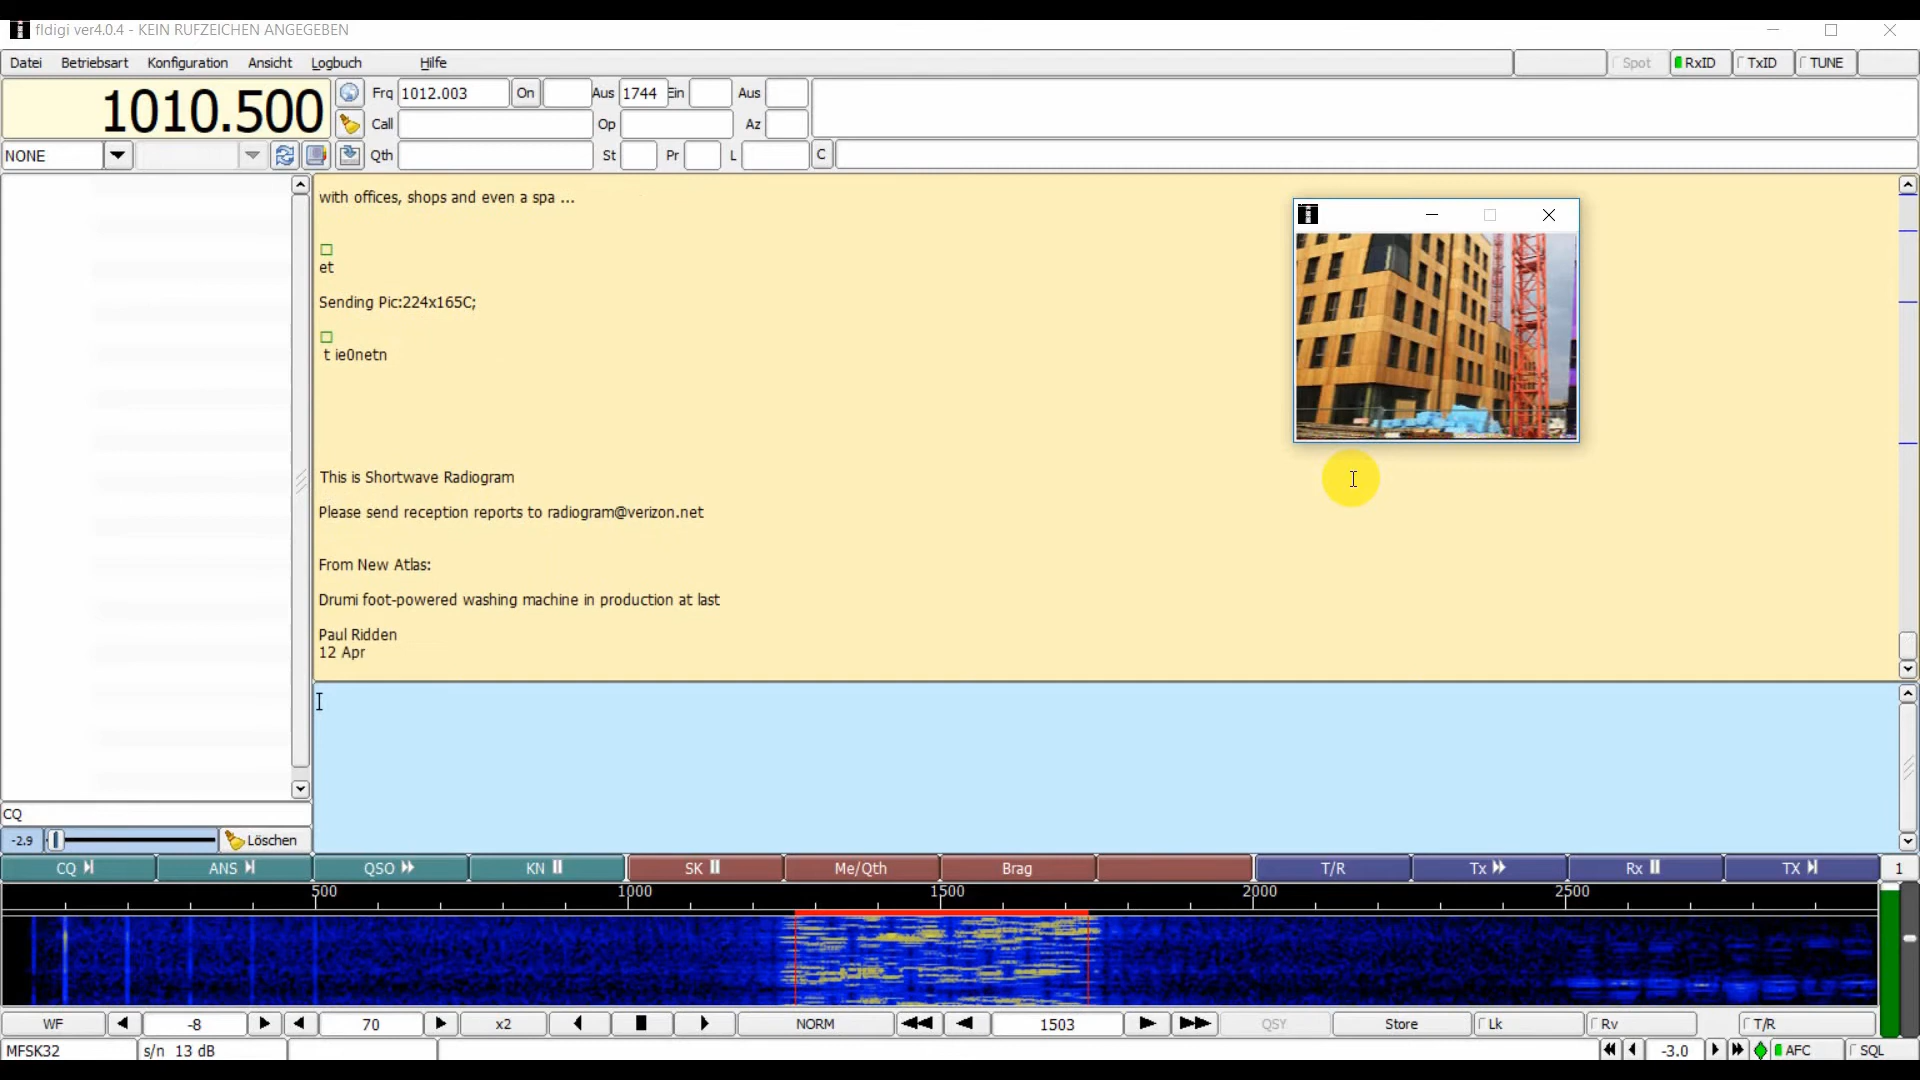 fldigi ver4.0.4 - KEIN RUFZEICHEN ANGEGEBEN
Datei Betriebsart Konfiguration Ansicht Logbuch Hilfe Spot RxID TxID TUNE
1010.500
Frq 1012.003 On Aus 1744 Ein Aus
Call Op Az
NONE Qth St Pr L C
with offices, shops and even a spa ...
et
Sending Pic:224x165C;
t ie0netn
This is Shortwave Radiogram
Please send reception reports to radiogram@verizon.net
From New Atlas:
Drumi foot-powered washing machine in production at last
Paul Ridden
12 Apr
CQ
-2.9 Löschen
CQ ANS QSO KN SK Me/Qth Brag T/R Tx Rx TX 1
500 1000 1500 2000 2500
WF -8 70 x2 NORM 1503 QSY Store Lk Rv T/R
MFSK32 s/n 13 dB -3.0 AFC SQL